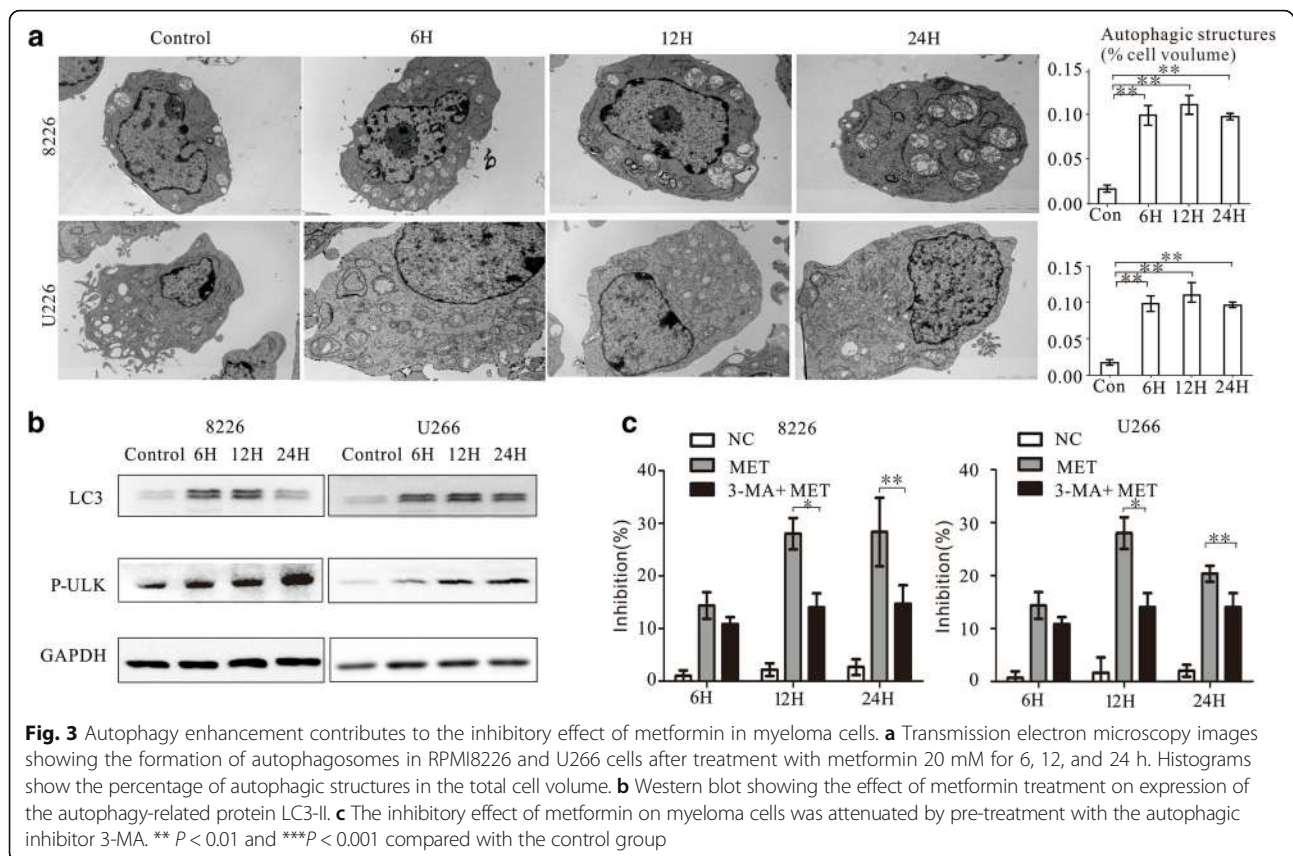 a
Control 6H 12H 24H
Autophagic structures
(% cell voulume)
8226
0.15
0.10
0.05
0.00
**
**
**
Con 6H 12H 24H
U226
0.15
0.10
0.05
0.00
**
**
**
Con 6H 12H 24H
b
8226 U266
Control 6H 12H 24H Control 6H 12H 24H
LC3
P-ULK
GAPDH
c
8226
NC
MET
3-MA+ MET
Inhibition(%)
40
30
20
10
0
*
**
6H 12H 24H
U266
Inhibition(%)
40
30
20
10
0
*
**
6H 12H 24H
Fig. 3 Autophagy enhancement contributes to the inhibitory effect of metformin in myeloma cells. a Transmission electron microscopy images
showing the formation of autophagosomes in RPMI8226 and U266 cells after treatment with metformin 20 mM for 6, 12, and 24 h. Histograms
show the percentage of autophagic structures in the total cell volume. b Western blot showing the effect of metformin treatment on expression of
the autophagy-related protein LC3-II. c The inhibitory effect of metformin on myeloma cells was attenuated by pre-treatment with the autophagic
inhibitor 3-MA. ** P < 0.01 and ***P < 0.001 compared with the control group